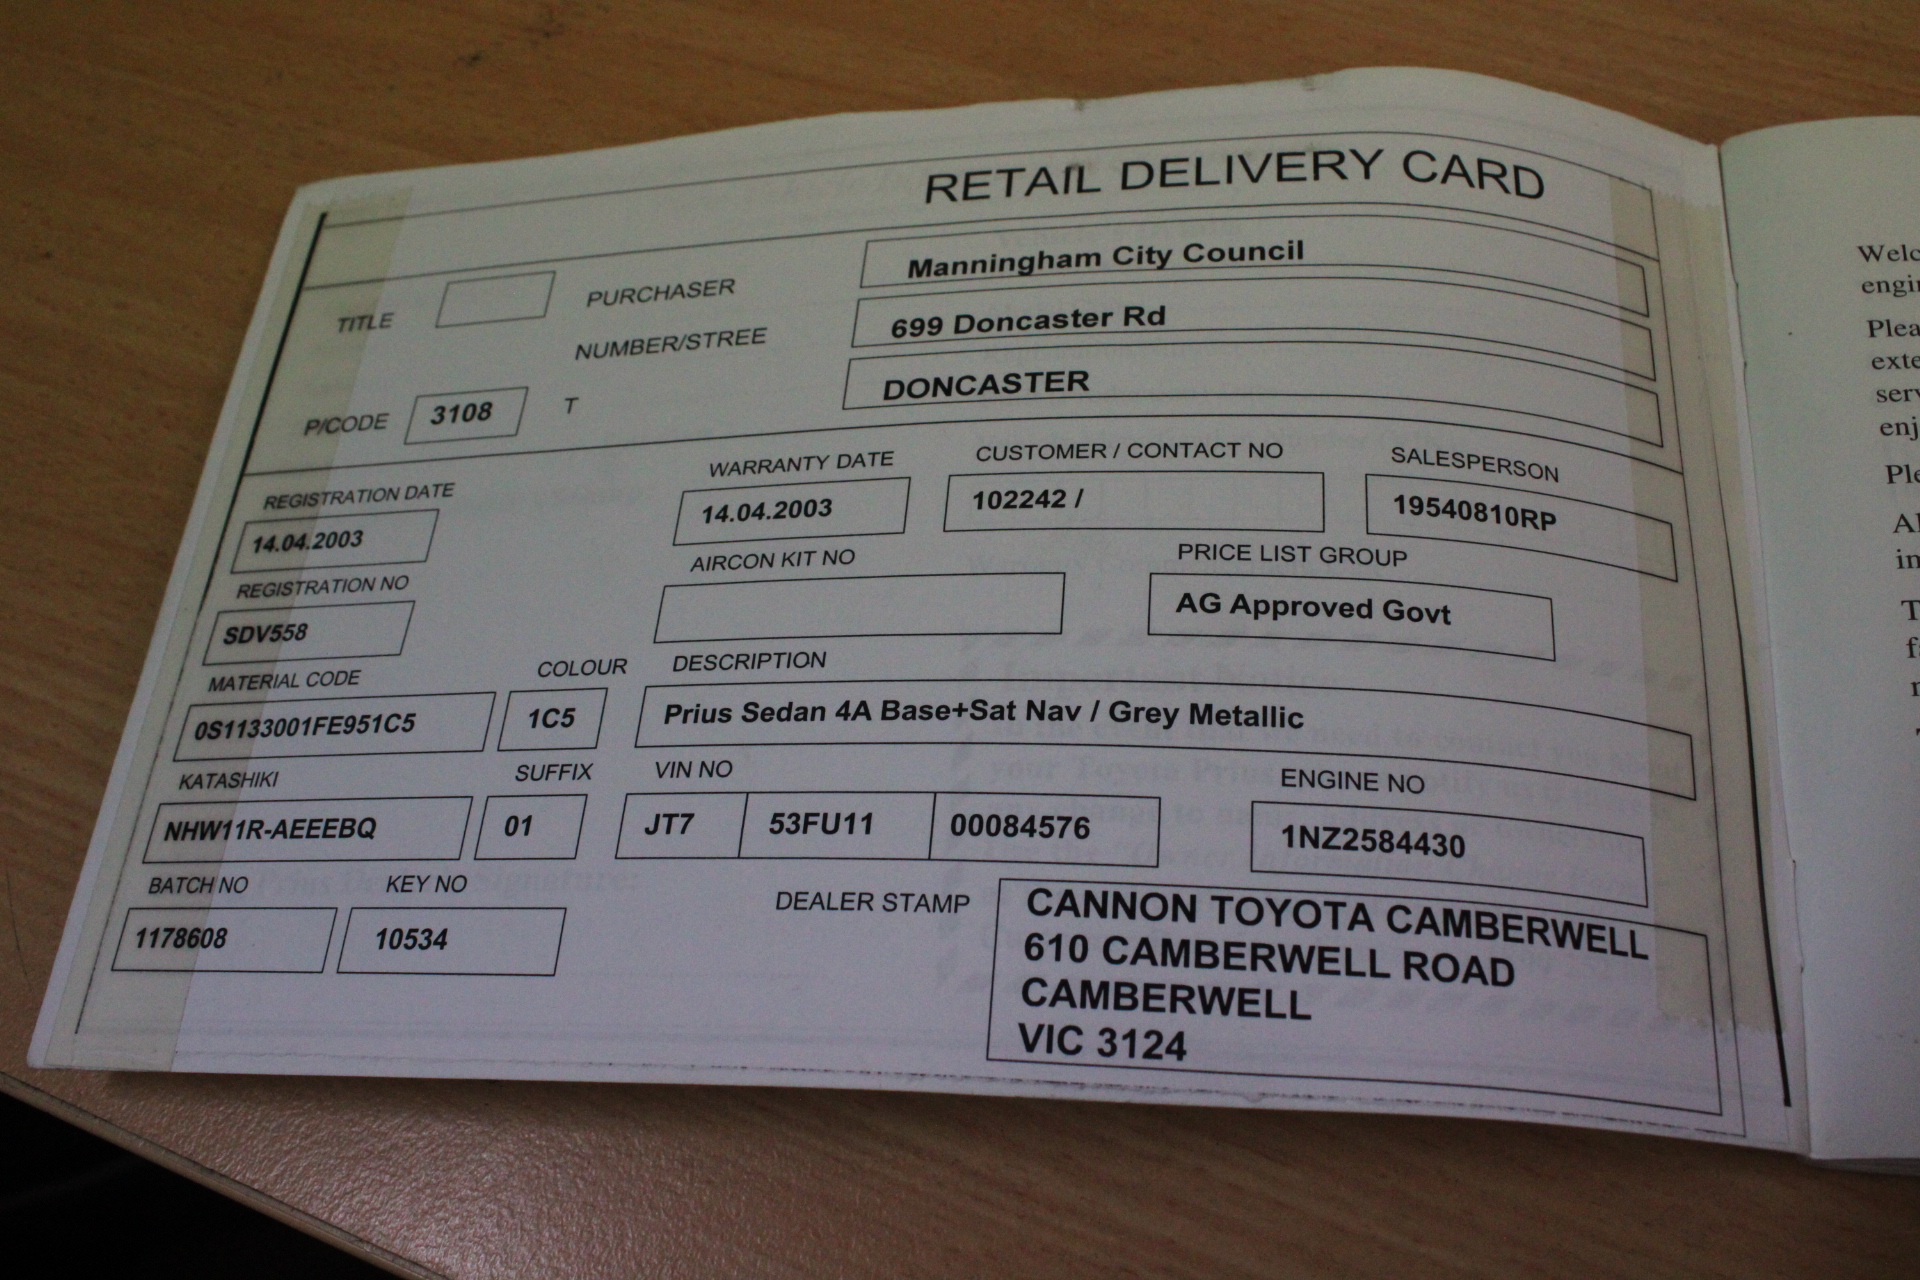 RETAIL DELIVERY CARD
TITLE PURCHASER Manningham City Council
NUMBER/STREE 699 Doncaster Rd
P/CODE 3108 T DONCASTER
REGISTRATION DATE WARRANTY DATE CUSTOMER / CONTACT NO SALESPERSON
14.04.2003 14.04.2003 102242 / 19540810RP
REGISTRATION NO AIRCON KIT NO PRICE LIST GROUP
SDV558 AG Approved Govt
MATERIAL CODE COLOUR DESCRIPTION
0S1133001FE951C5 1C5 Prius Sedan 4A Base+Sat Nav / Grey Metallic
KATASHIKI SUFFIX VIN NO ENGINE NO
NHW11R-AEEEBQ 01 JT7 53FU11 00084576 1NZ2584430
BATCH NO KEY NO DEALER STAMP
1178608 10534
CANNON TOYOTA CAMBERWELL
610 CAMBERWELL ROAD
CAMBERWELL
VIC 3124